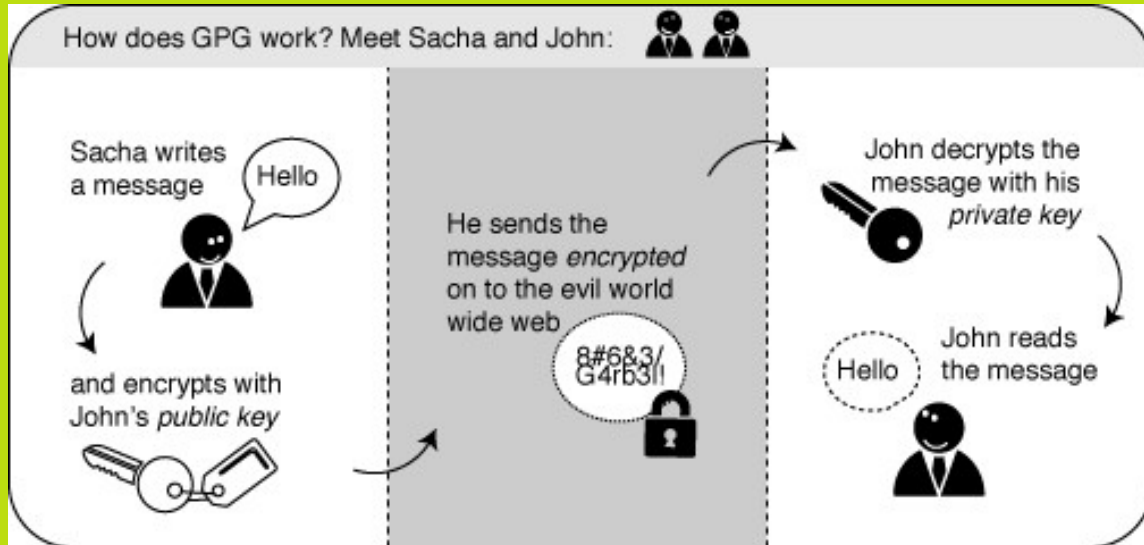 How does GPG work? Meet Sacha and John:
Sacha writes
a message
Hello
and encrypts with
John's public key
He sends the
message encrypted
on to the evil world
wide web
8#6&3/
G4rb3l!
John decrypts the
message with his
private key
John reads
the message
Hello